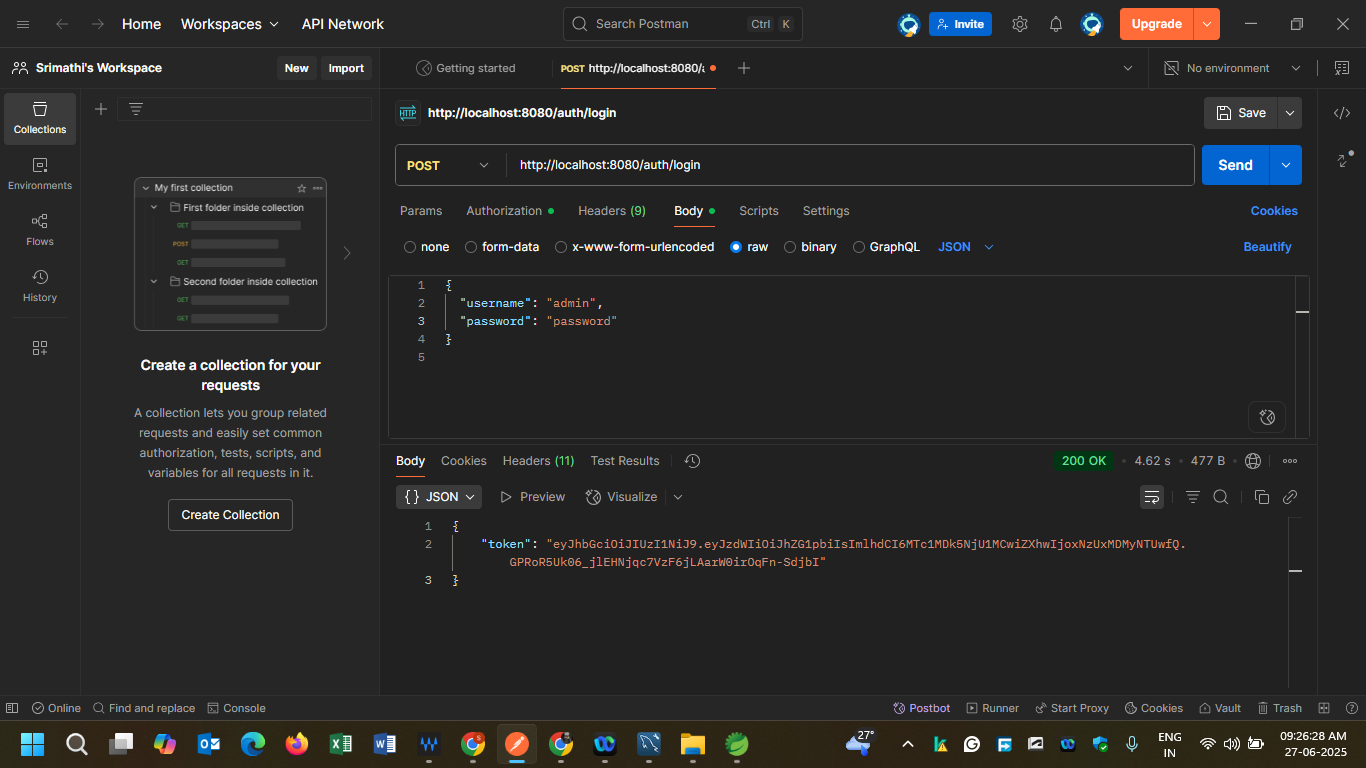 Home
Workspaces
API Network
Search Postman
Ctrl K
Invite
Upgrade
Srimathi's Workspace
New
Import
Getting started
POST http://localhost:8080/a
No environment
Collections
Environments
Flows
History
My first collection
First folder inside collection
GET
POST
GET
Second folder inside collection
GET
GET
Create a collection for your
requests
A collection lets you group related
requests and easily set common
authorization, tests, scripts, and
variables for all requests in it.
Create Collection
HTTP http://localhost:8080/auth/login
Save
POST http://localhost:8080/auth/login
Send
Params Authorization Headers (9) Body Scripts Settings
Cookies
none form-data x-www-form-urlencoded raw binary GraphQL JSON
Beautify
1 {
2 "username": "admin",
3 "password": "password"
4 }
5
Body Cookies Headers (11) Test Results
200 OK • 4.62 s • 477 B
{} JSON Preview Visualize
1 {
2 "token": "eyJhbGciOiJIUzI1NiJ9.eyJzdWIiOiJhZG1pbiIsImlhdCI6MTc1MDk5NjU1MCwiZXhwIjoxNzUxMDMyNTUwfQ.
GPRoR5Uk06_jlEHNjqc7VzF6jLAarW0irOqFn-SdjbI"
3 }
Online
Find and replace
Console
Postbot
Runner
Start Proxy
Cookies
Vault
Trash
27°
ENG
IN
09:26:28 AM
27-06-2025